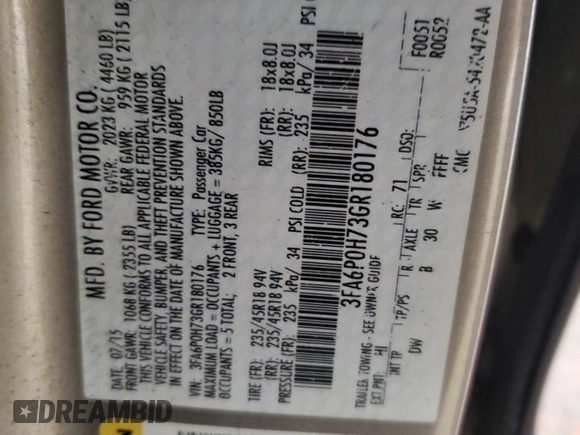 MFD. BY FORD MOTOR CO.
DATE: 07/15 GVWR: 2023 KG ( 4460 LB)
FRONT GAWR: 1068 KG ( 2355 LB) REAR GAWR: 959 KG ( 2115 LB)
THIS VEHICLE CONFORMS TO ALL APPLICABLE FEDERAL MOTOR
VEHICLE SAFETY, BUMPER, AND THEFT PREVENTION STANDARDS
IN EFFECT ON THE DATE OF MANUFACTURE SHOWN ABOVE.
VIN: 3FA6P0H73GR180176 TYPE: Passenger Car
MAXIMUM LOAD = OCCUPANTS + LUGGAGE = 385KG/ 850LB
OCCUPANTS = 5 TOTAL; 2 FRONT, 3 REAR
TIRE (FR): 235/45R18 94V RIMS (FR): 18x8.0J
(RR): 235/45R18 94V (RR): 18x8.0J
PRESSURE (FR): 235 kPa/ 34 PSI COLD (RR): 235 kPa/ 34 PSI
3FA6P0H73GR180176
TRAILER TOWING - SEE OWNER GUIDE
F0051
R0052
EXT PNT: HJ RC: 71 DSO:
INT TP TP/PS R AXLE TR SPR
DW B 30 W FFFF
DREAMBID